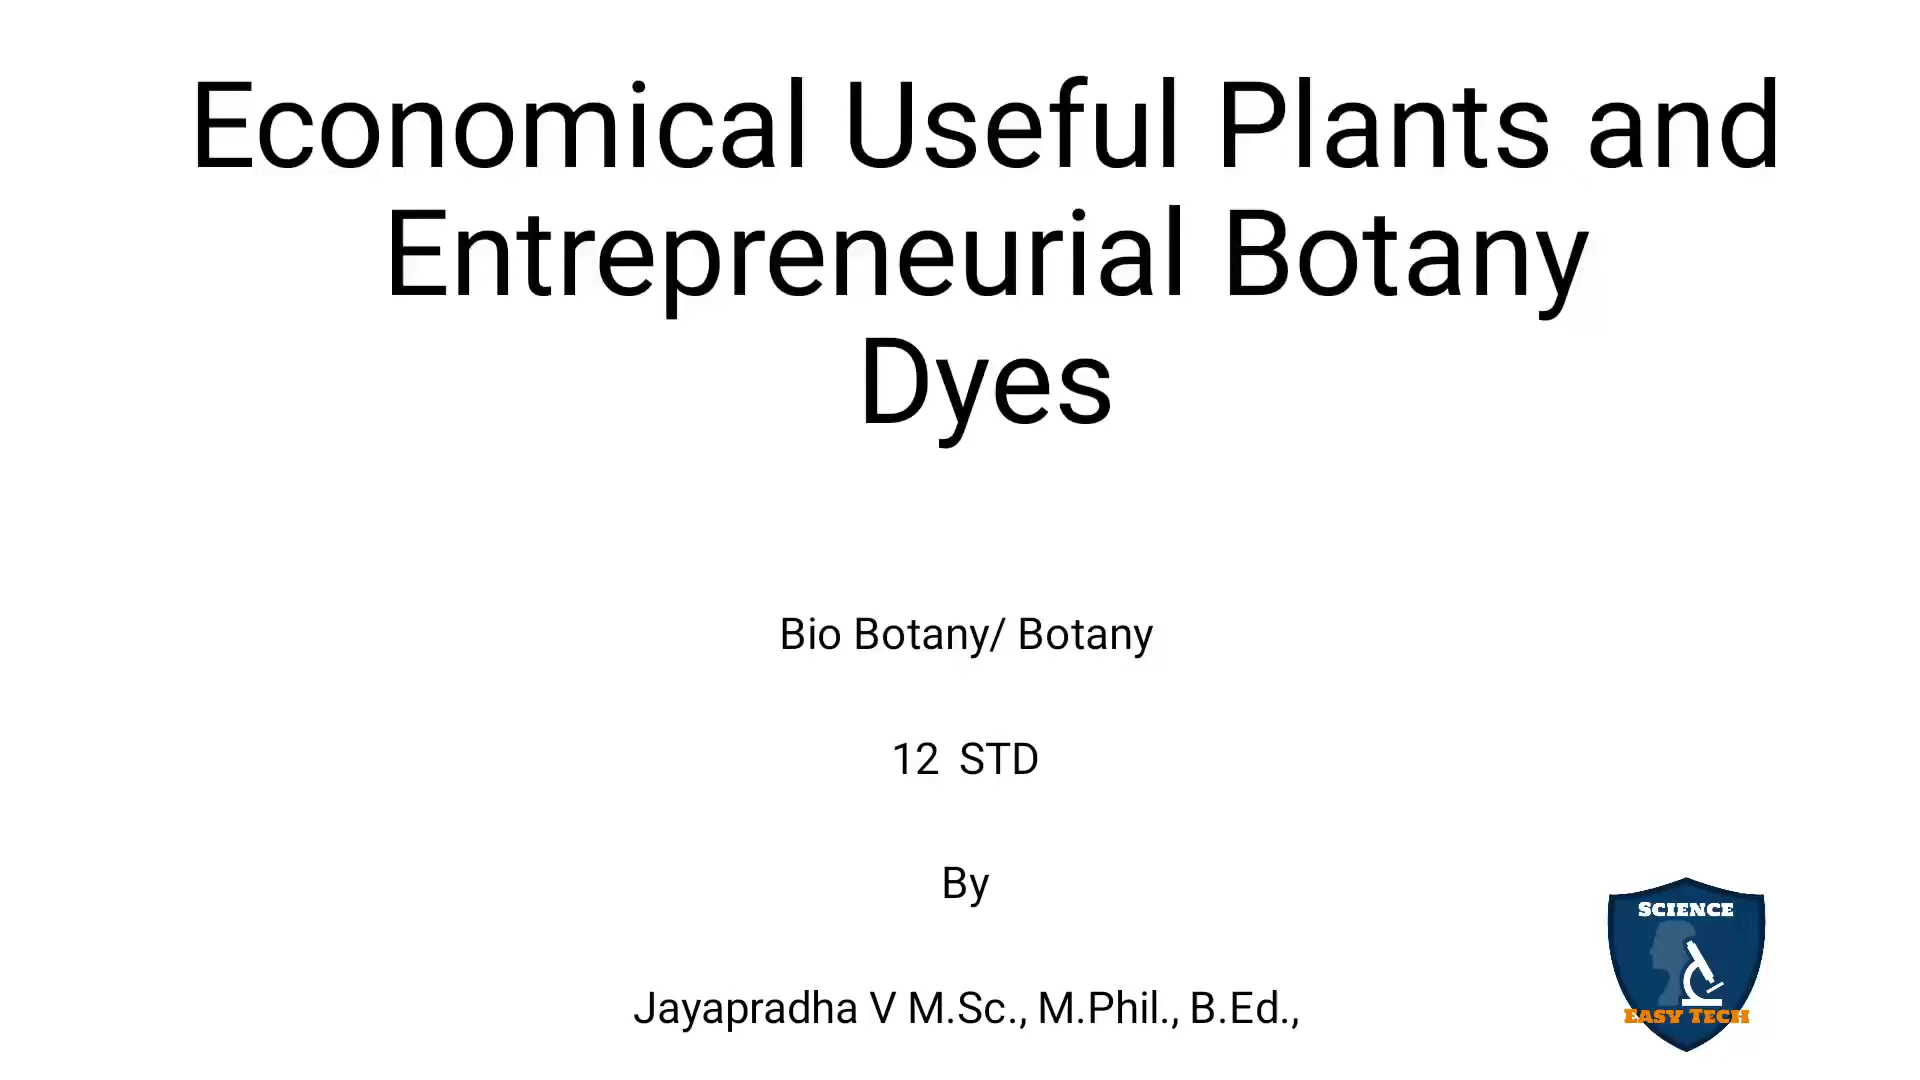 Economical Useful Plants and
Entrepreneurial Botany
Dyes
Bio Botany/ Botany
12 STD
By
Jayapradha V M.Sc., M.Phil., B.Ed.,
SCIENCE
EASY TECH